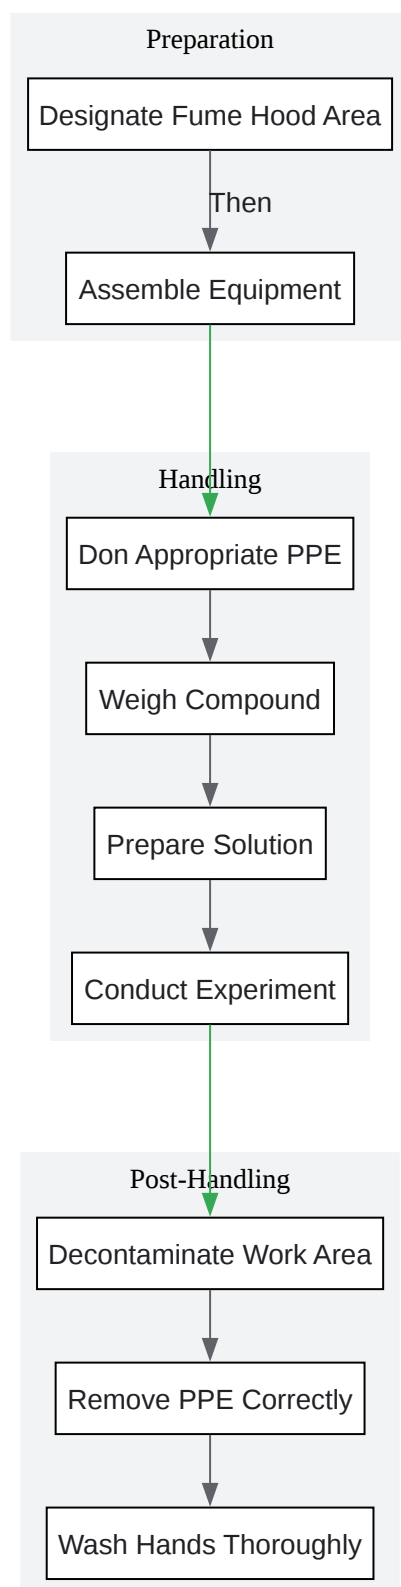 Preparation
Designate Fume Hood Area
Then
Assemble Equipment
Handling
Don Appropriate PPE
Weigh Compound
Prepare Solution
Conduct Experiment
Post-Handling
Decontaminate Work Area
Remove PPE Correctly
Wash Hands Thoroughly